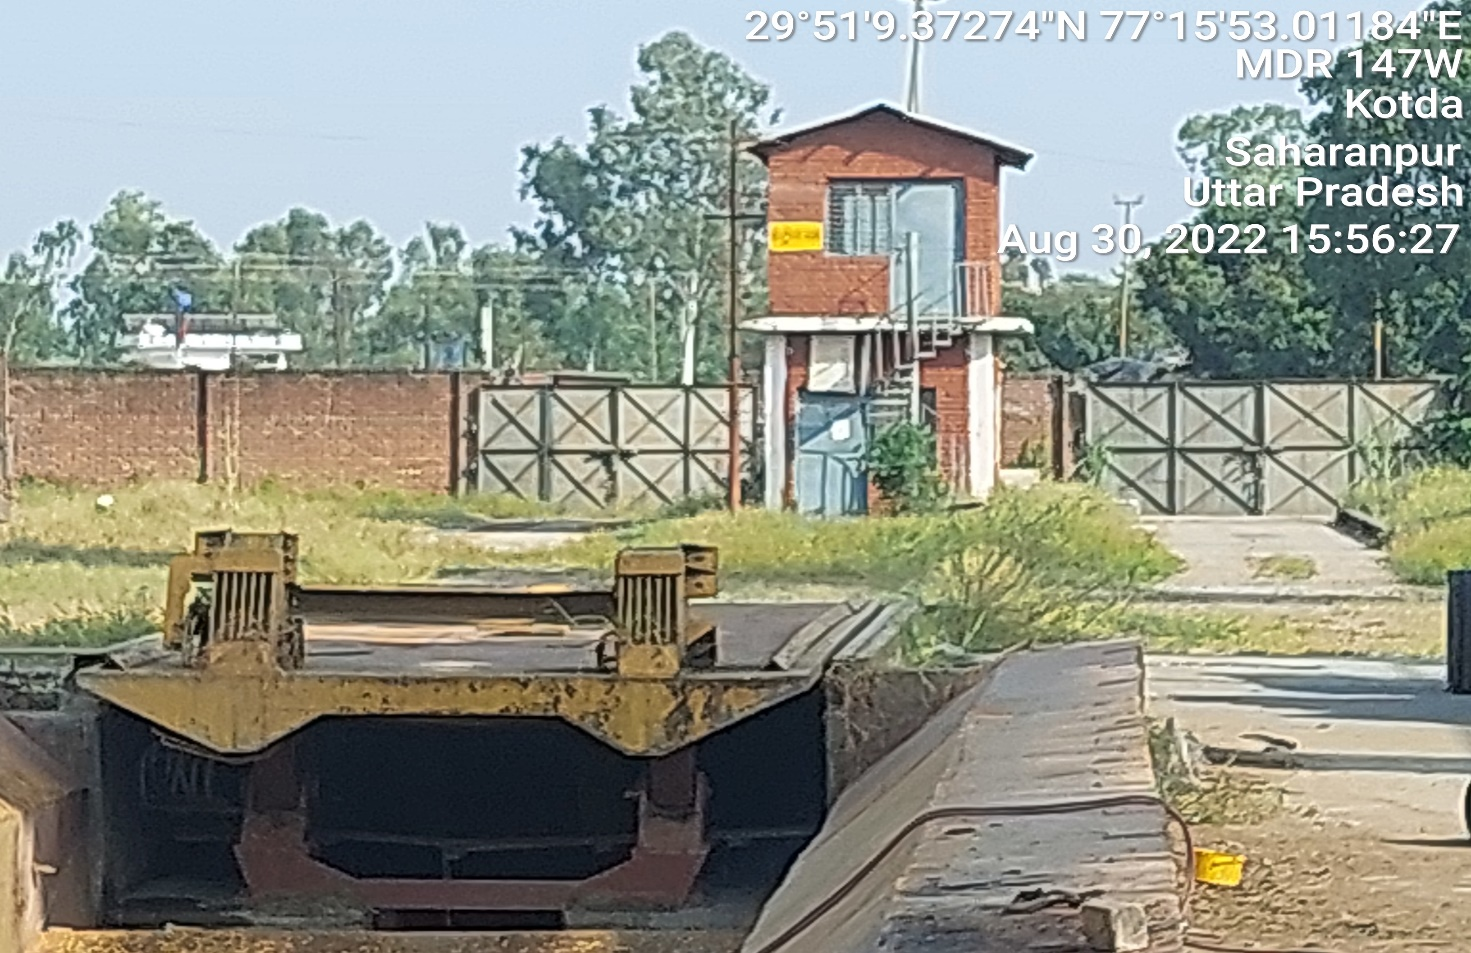 29°51'9.37274"N 77°15'53.01184"E
MDR 147W
Kotda
Saharanpur
Uttar Pradesh
Aug 30, 2022 15:56:27